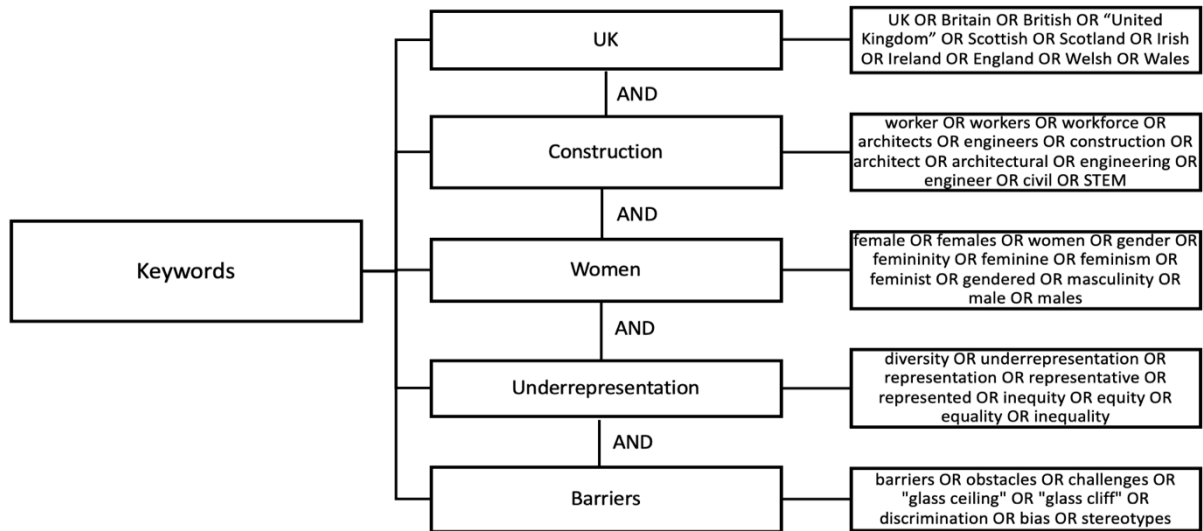 Keywords
UK
UK OR Britain OR British OR “United
Kingdom” OR Scottish OR Scotland OR Irish
OR Ireland OR England OR Welsh OR Wales
AND
Construction
worker OR workers OR workforce OR
architects OR engineers OR construction OR
architect OR architectural OR engineering OR
engineer OR civil OR STEM
AND
Women
female OR females OR women OR gender OR
femininity OR feminine OR feminism OR
feminist OR gendered OR masculinity OR
male OR males
AND
Underrepresentation
diversity OR underrepresentation OR
representation OR representative OR
represented OR inequity OR equity OR
equality OR inequality
AND
Barriers
barriers OR obstacles OR challenges OR
"glass ceiling" OR "glass cliff" OR
discrimination OR bias OR stereotypes